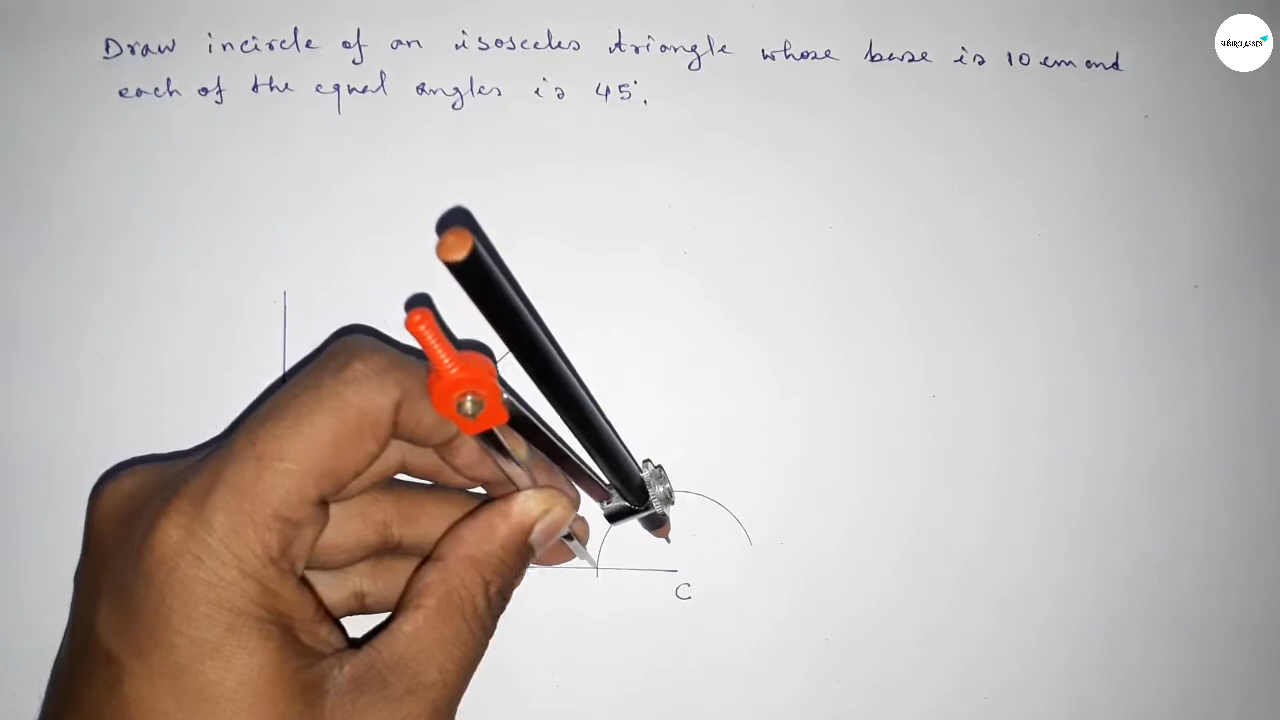 Draw incircle of an isosceles triangle whose base is 10 cm and
each of the equal angles is 45°.
C